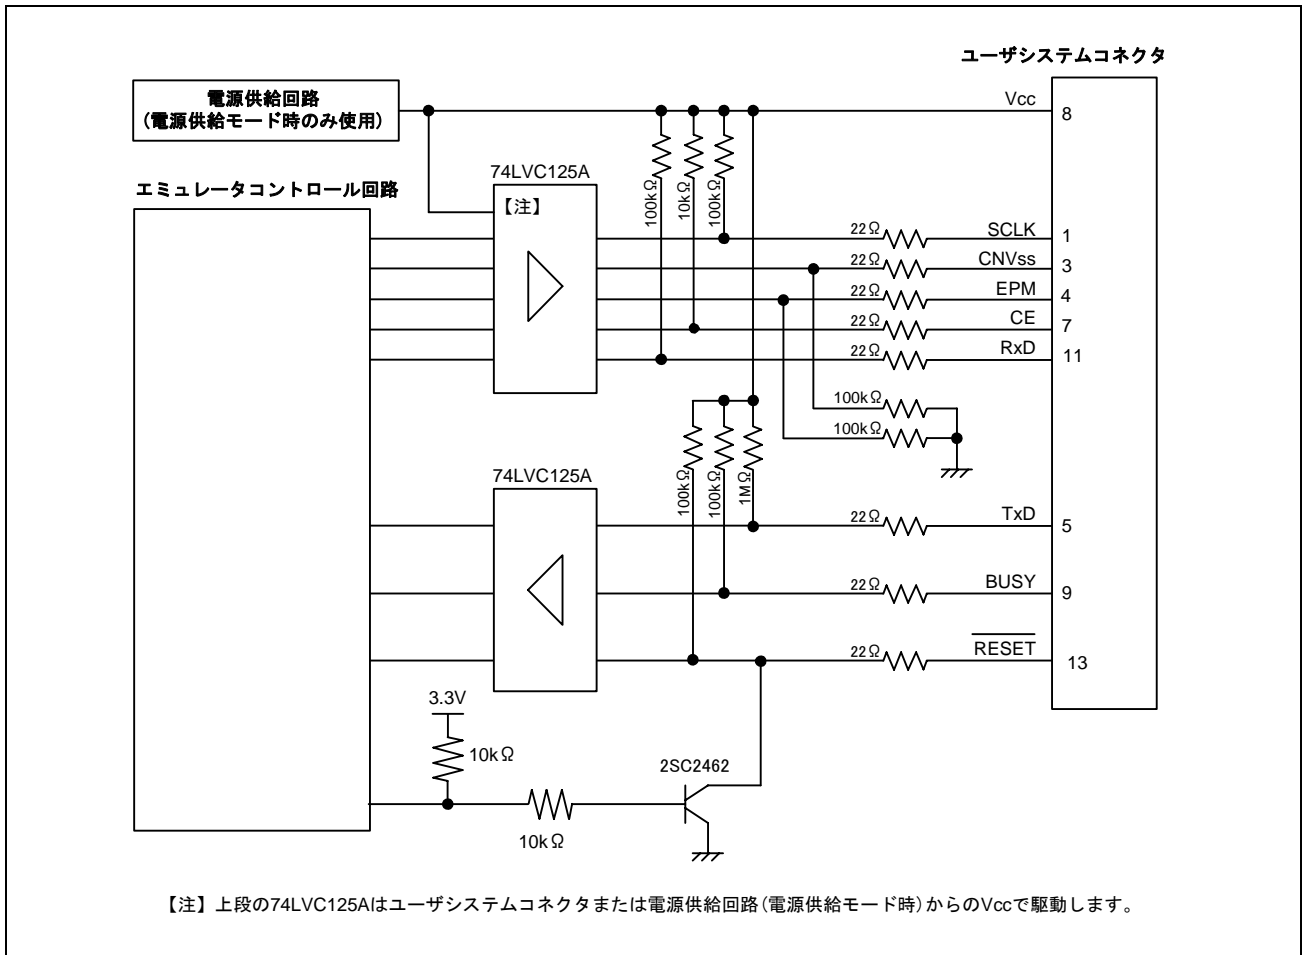 ユーザシステムコネクタ
電源供給回路
(電源供給モード時のみ使用)
Vcc
8
エミュレータコントロール回路
74LVC125A
【注】
100kΩ
10kΩ
100kΩ
22Ω
SCLK
1
22Ω
CNVss
3
22Ω
EPM
4
22Ω
CE
7
22Ω
RxD
11
100kΩ
100kΩ
74LVC125A
100kΩ
100kΩ
1MΩ
22Ω
TxD
5
22Ω
BUSY
9
22Ω
RESET
13
3.3V
10kΩ
2SC2462
10kΩ
【注】上段の74LVC125Aはユーザシステムコネクタまたは電源供給回路(電源供給モード時)からのVccで駆動します。